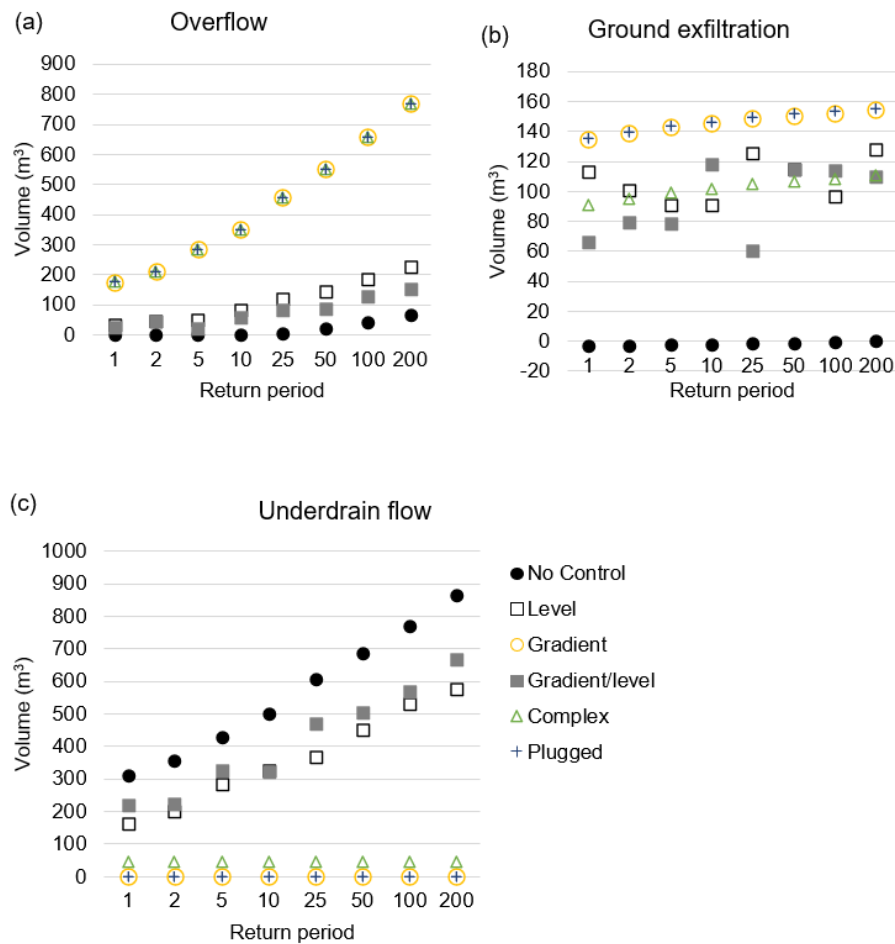 (a)
Overflow
900
800
700
600
500
400
300
200
100
0
Volume (m³)
1 2 5 10 25 50 100 200
Return period
(b)
Ground exfiltration
180
160
140
120
100
80
60
40
20
0
-20
Volume (m³)
1 2 5 10 25 50 100 200
Return period
(c)
Underdrain flow
1000
900
800
700
600
500
400
300
200
100
0
Volume (m³)
1 2 5 10 25 50 100 200
Return period
No Control
Level
Gradient
Gradient/level
Complex
Plugged